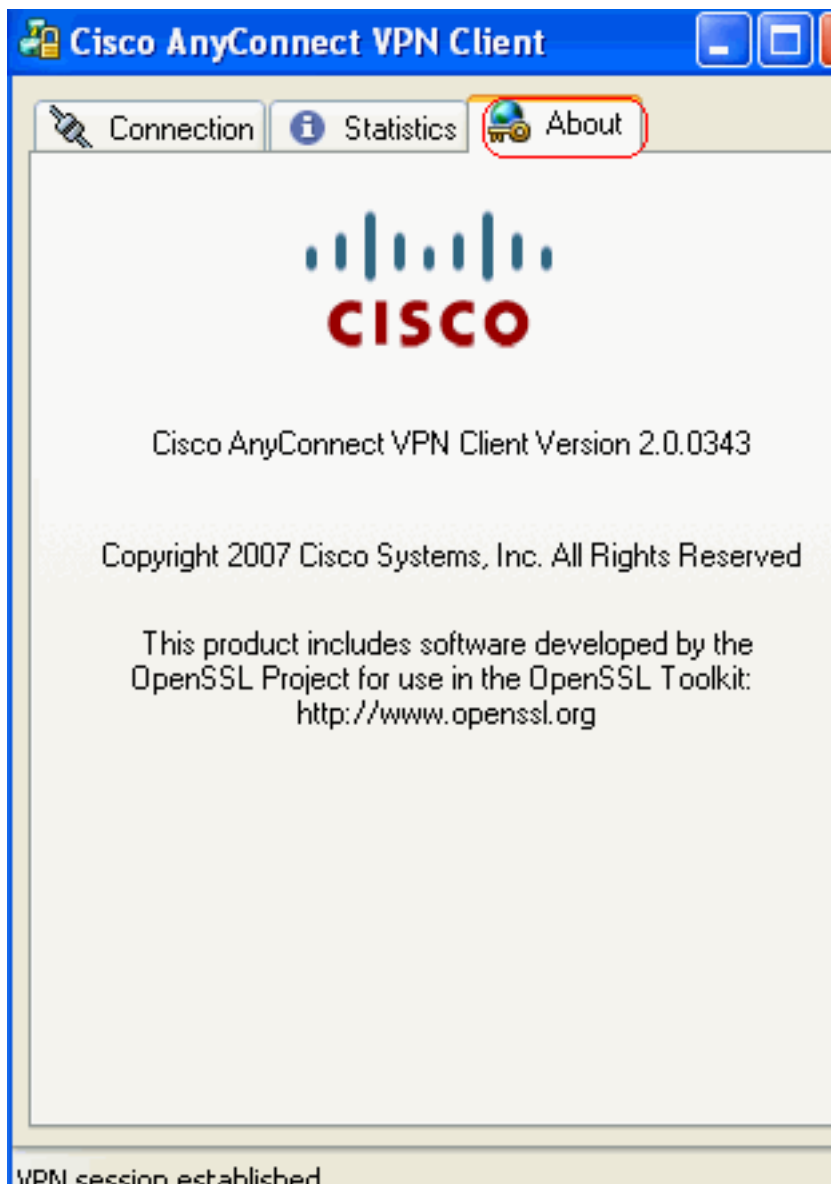 Cisco AnyConnect VPN Client
Connection Statistics About
CISCO
Cisco AnyConnect VPN Client Version 2.0.0343
Copyright 2007 Cisco Systems, Inc. All Rights Reserved
This product includes software developed by the
OpenSSL Project for use in the OpenSSL Toolkit:
http://www.openssl.org
VPN session established